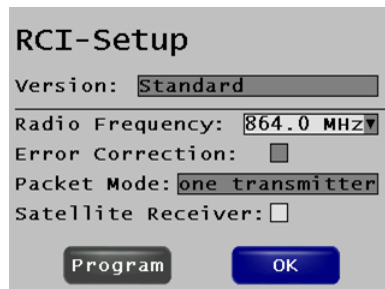 RCI-Setup
Version: Standard
Radio Frequency: 864.0 MHz
Error Correction:
Packet Mode: one transmitter
Satellite Receiver:
Program OK